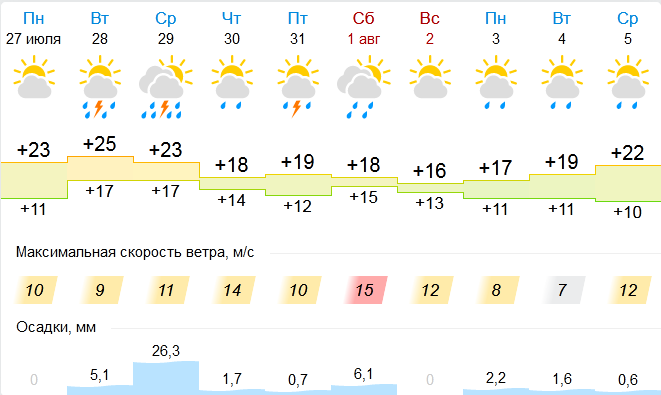 Пн Вт Ср Чт Пт Сб Вс Пн Вт Ср
27 июля 28 29 30 31 1 авг 2 3 4 5
+23 +25 +23 +18 +19 +18 +16 +17 +19 +22
+11 +17 +17 +14 +12 +15 +13 +11 +11 +10
Максимальная скорость ветра, м/с
10 9 11 14 10 15 12 8 7 12
Осадки, мм
0 5,1 26,3 1,7 0,7 6,1 0 2,2 1,6 0,6